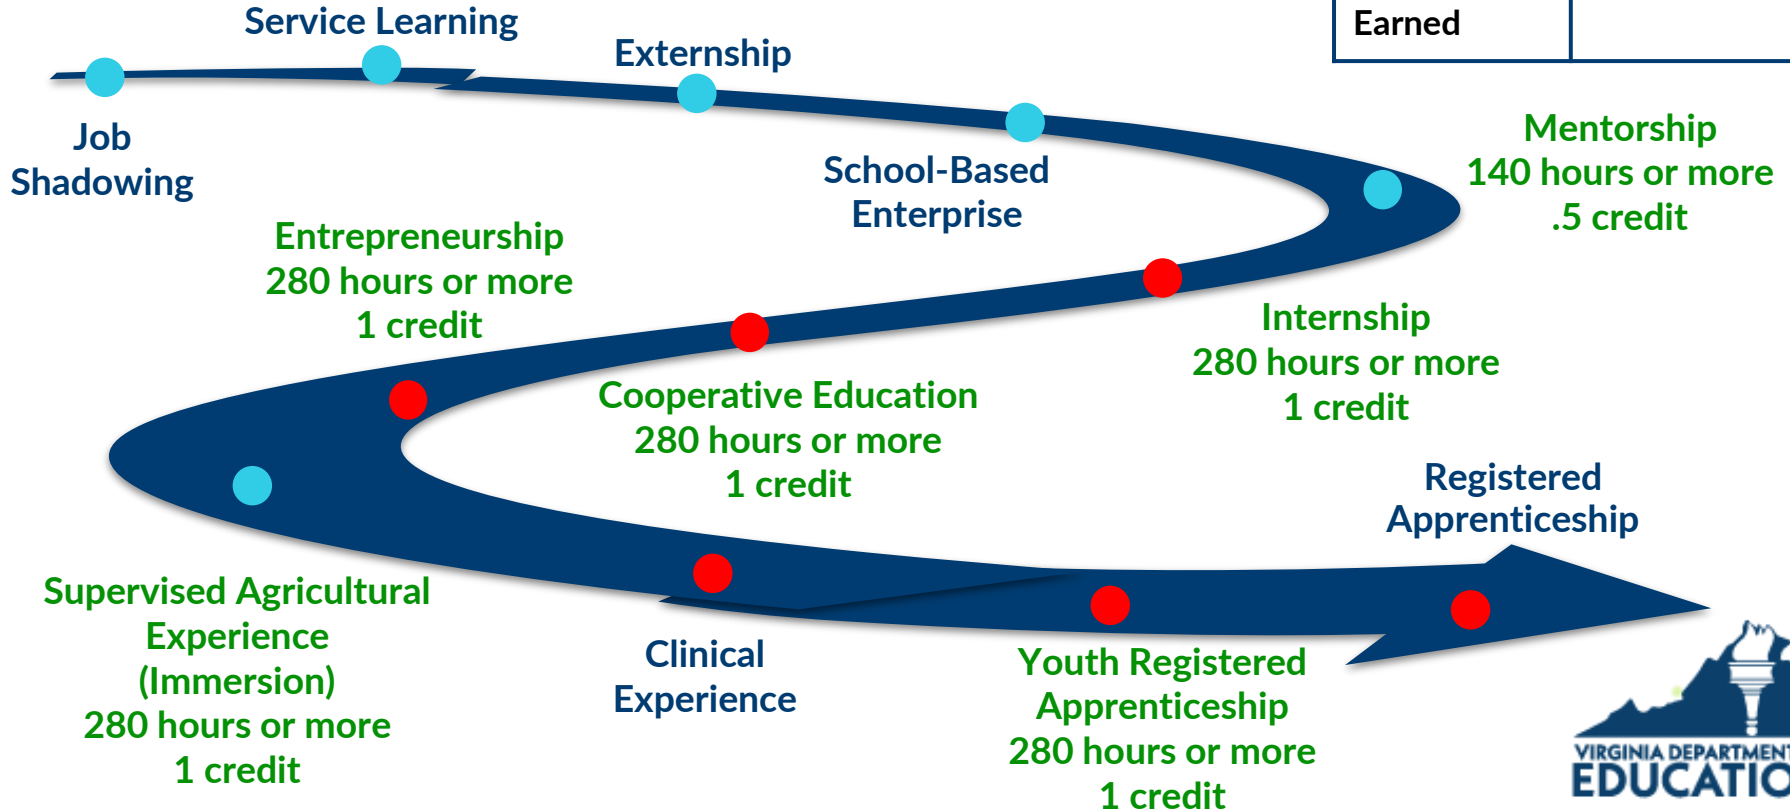 Earned
Service Learning
Externship
Job
Shadowing
School-Based
Enterprise
Mentorship
140 hours or more
.5 credit
Entrepreneurship
280 hours or more
1 credit
Internship
280 hours or more
1 credit
Cooperative Education
280 hours or more
1 credit
Registered
Apprenticeship
Supervised Agricultural
Experience
(Immersion)
280 hours or more
1 credit
Clinical
Experience
Youth Registered
Apprenticeship
280 hours or more
1 credit
VIRGINIA DEPARTMENT
EDUCATIO